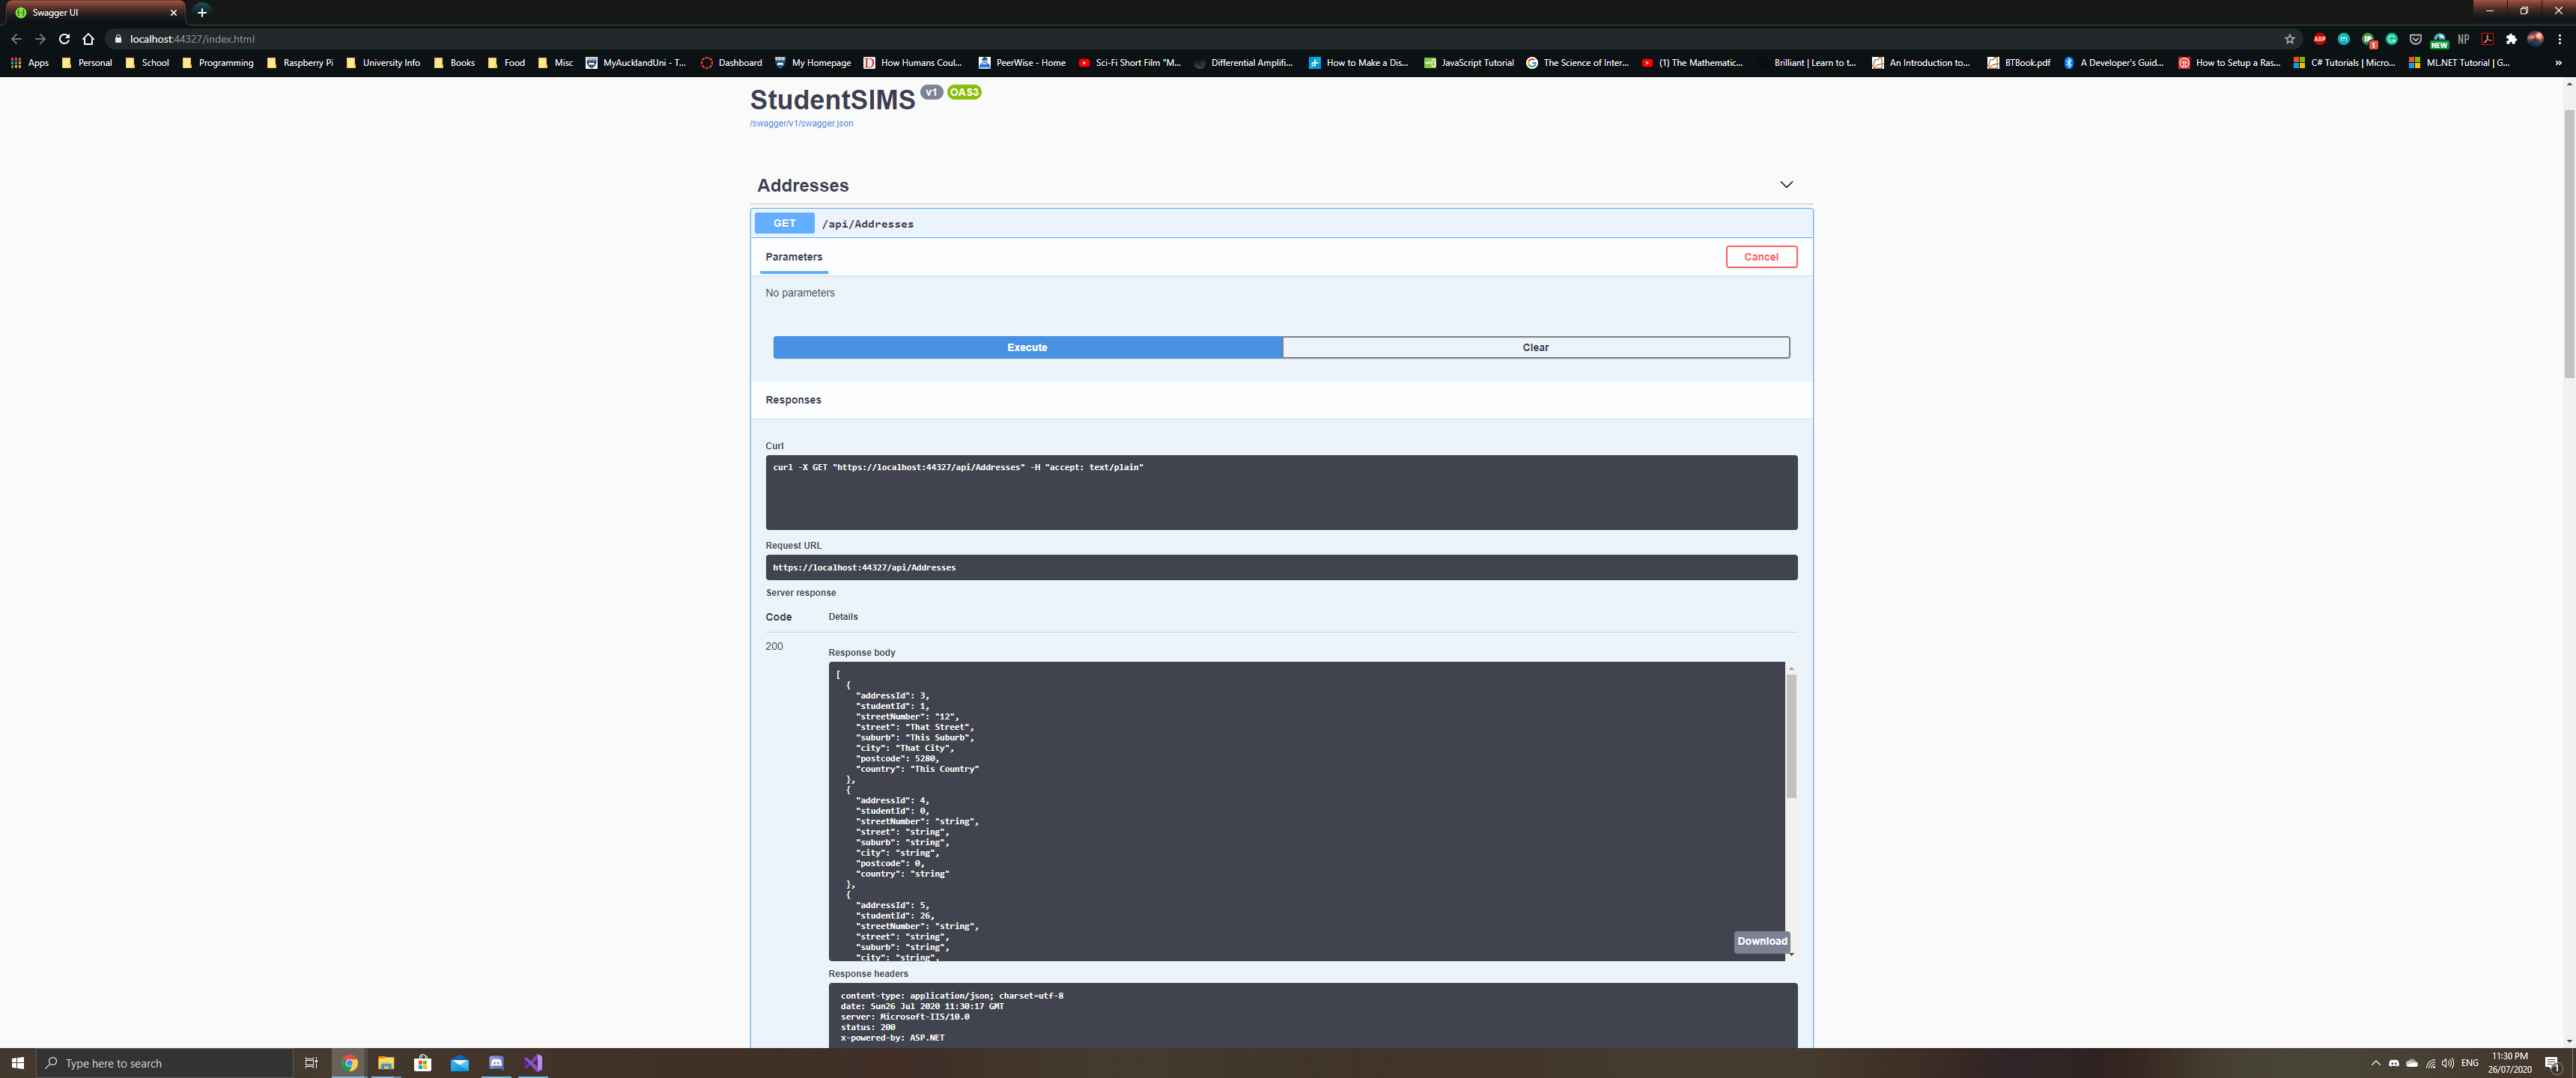 Swagger UI
localhost:44327/index.html
ABP
NEW
NP
Apps Personal School Programming Raspberry Pi University Info Books Food Misc MyAucklandUni - T... Dashboard My Homepage How Humans Coul... PeerWise - Home Sci-Fi Short Film "M... Differential Amplifi... How to Make a Dis... JavaScript Tutorial The Science of Inter... (1) The Mathematic... Brilliant | Learn to t... An Introduction to... BTBook.pdf A Developer's Guid... How to Setup a Ras... C# Tutorials | Micro... ML.NET Tutorial | G... »
StudentSIMS v1 OAS3
/swagger/v1/swagger.json
Addresses
GET /api/Addresses
Parameters Cancel
No parameters
Execute Clear
Responses
Curl
curl -X GET "https://localhost:44327/api/Addresses" -H "accept: text/plain"
Request URL
https://localhost:44327/api/Addresses
Server response
Code Details
200
Response body
[
{
"addressId": 3,
"studentId": 1,
"streetNumber": "12",
"street": "That Street",
"suburb": "This Suburb",
"city": "That City",
"postcode": 5280,
"country": "This Country"
},
{
"addressId": 4,
"studentId": 0,
"streetNumber": "string",
"street": "string",
"suburb": "string",
"city": "string",
"postcode": 0,
"country": "string"
},
{
"addressId": 5,
"studentId": 26,
"streetNumber": "string",
"street": "string",
"suburb": "string",
"city": "string",
Download
Response headers
content-type: application/json; charset=utf-8
date: Sun26 Jul 2020 11:30:17 GMT
server: Microsoft-IIS/10.0
status: 200
x-powered-by: ASP.NET
Type here to search
ENG
11:30 PM
26/07/2020
1